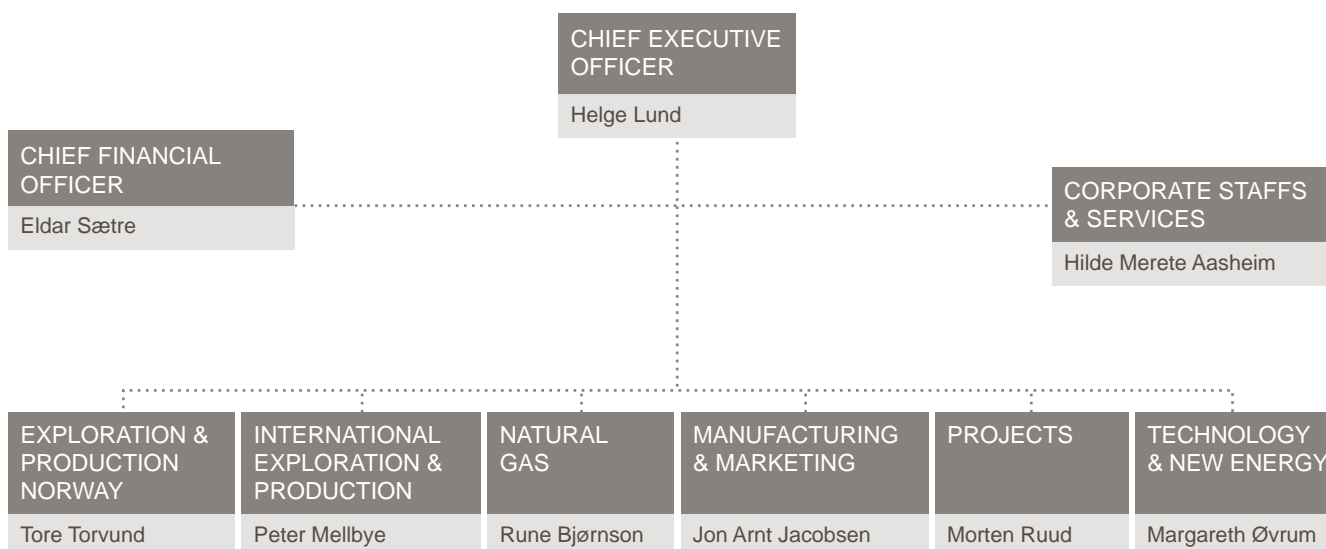 CHIEF EXECUTIVE
OFFICER
Helge Lund
CHIEF FINANCIAL
OFFICER
Eldar Sætre
CORPORATE STAFFS
& SERVICES
Hilde Merete Aasheim
EXPLORATION &
PRODUCTION
NORWAY
Tore Torvund
INTERNATIONAL
EXPLORATION &
PRODUCTION
Peter Mellbye
NATURAL
GAS
Rune Bjørnson
MANUFACTURING
& MARKETING
Jon Arnt Jacobsen
PROJECTS
Morten Ruud
TECHNOLOGY
& NEW ENERGY
Margareth Øvrum